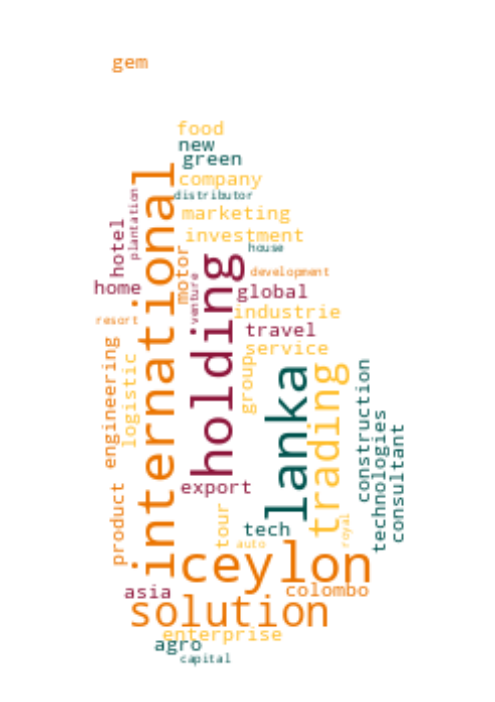 gem
food
new
green
company
distributor
marketing
investment
house
international
plantation
hotel
motor
holding
venture
home
development
global
resort
industrie
travel
service
engineering
logistic
group
lanka
trading
construction
technologies
consultant
export
product
tour
tech
auto
royal
ceylon
asia
colombo
solution
enterprise
agro
capital